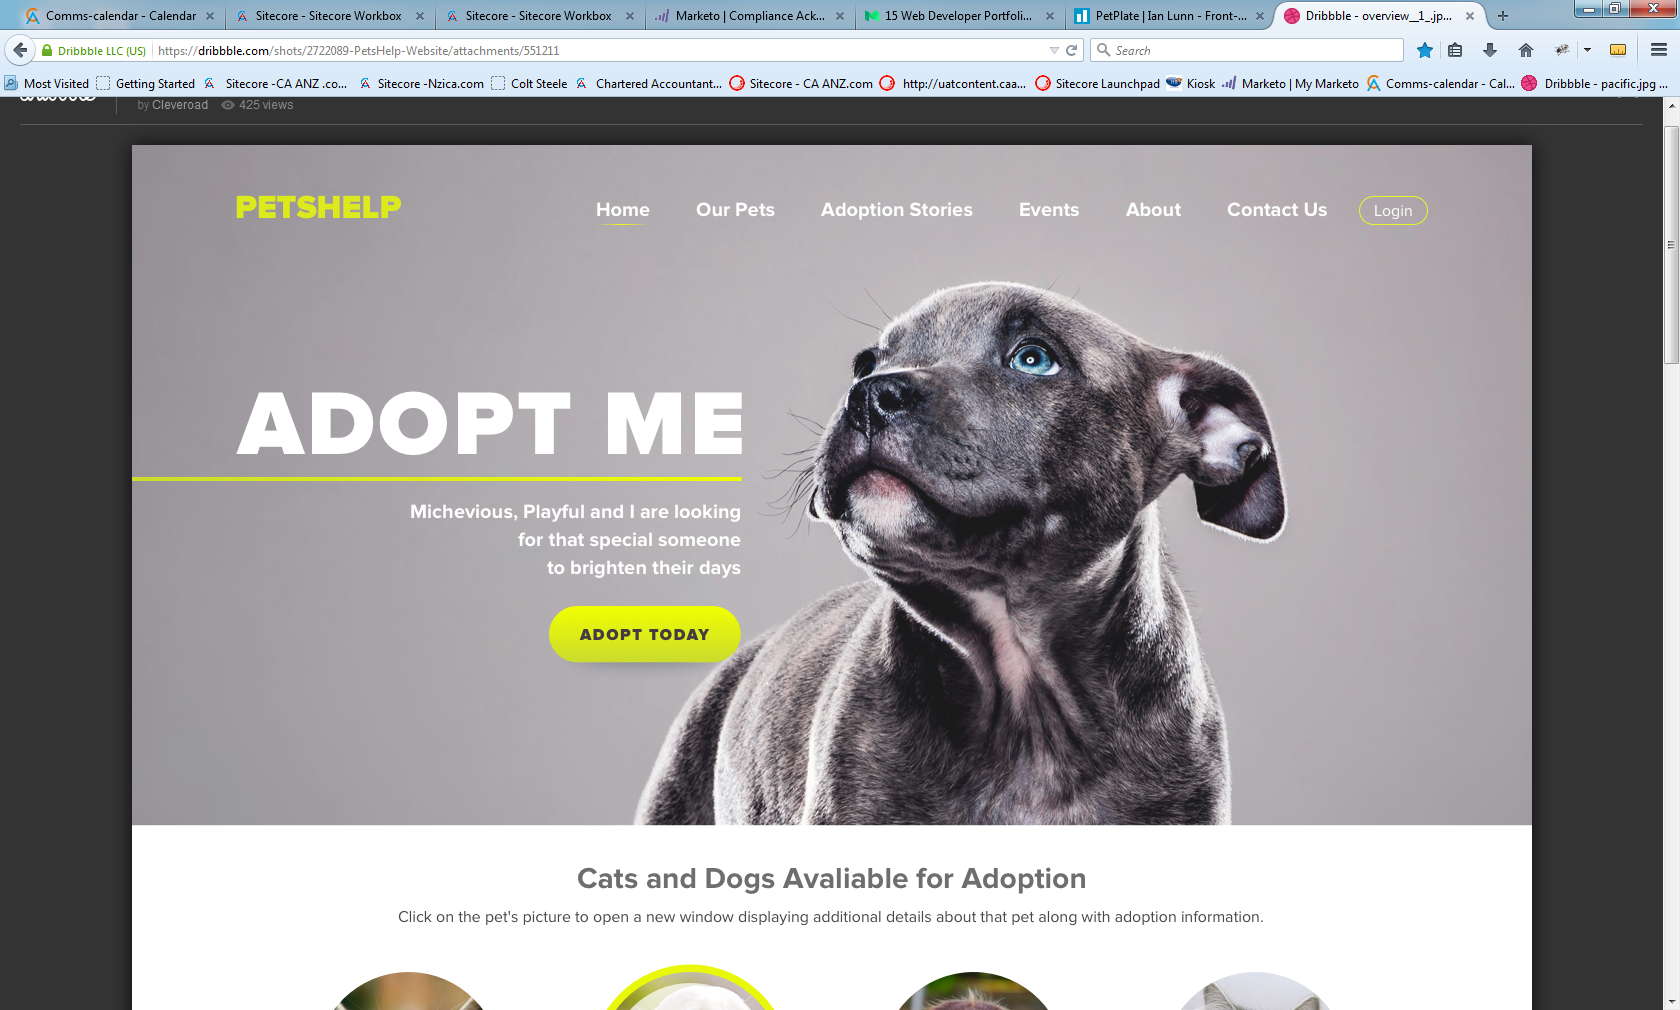 Comms-calendar - Calendar
Sitecore - Sitecore Workbox
Sitecore - Sitecore Workbox
Marketo | Compliance Ack...
15 Web Developer Portfoli...
PetPlate | Ian Lunn - Front-...
Dribbble - overview__1_.jp...
Dribbble LLC (US)
https://dribbble.com/shots/2722089-PetsHelp-Website/attachments/551211
Search
Most Visited
Getting Started
Sitecore -CA ANZ .co...
Sitecore -Nzica.com
Colt Steele
Chartered Accountant...
Sitecore - CA ANZ.com
http://uatcontent.caa...
Sitecore Launchpad
Kiosk
Marketo | My Marketo
Comms-calendar - Cal...
Dribbble - pacific.jpg ...
by Cleveroad
425 views
PETSHELP
Home
Our Pets
Adoption Stories
Events
About
Contact Us
Login
ADOPT ME
Michevious, Playful and I are looking
for that special someone
to brighten their days
ADOPT TODAY
Cats and Dogs Avaliable for Adoption
Click on the pet's picture to open a new window displaying additional details about that pet along with adoption information.